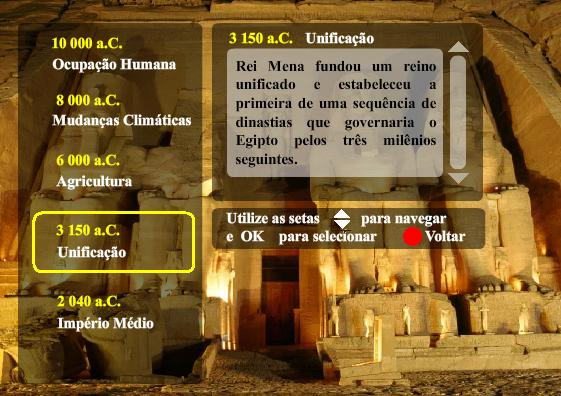 10 000 a.C.
Ocupação Humana
8 000 a.C.
Mudanças Climáticas
6 000 a.C.
Agricultura
3 150 a.C.
Unificação
2 040 a.C.
Império Médio
3 150 a.C. Unificação
Rei Mena fundou um reino
unificado e estabeleceu a
primeira de uma sequência de
dinastias que governaria o
Egipto pelos três milênios
seguintes.
Utilize as setas para navegar
e OK para selecionar Voltar